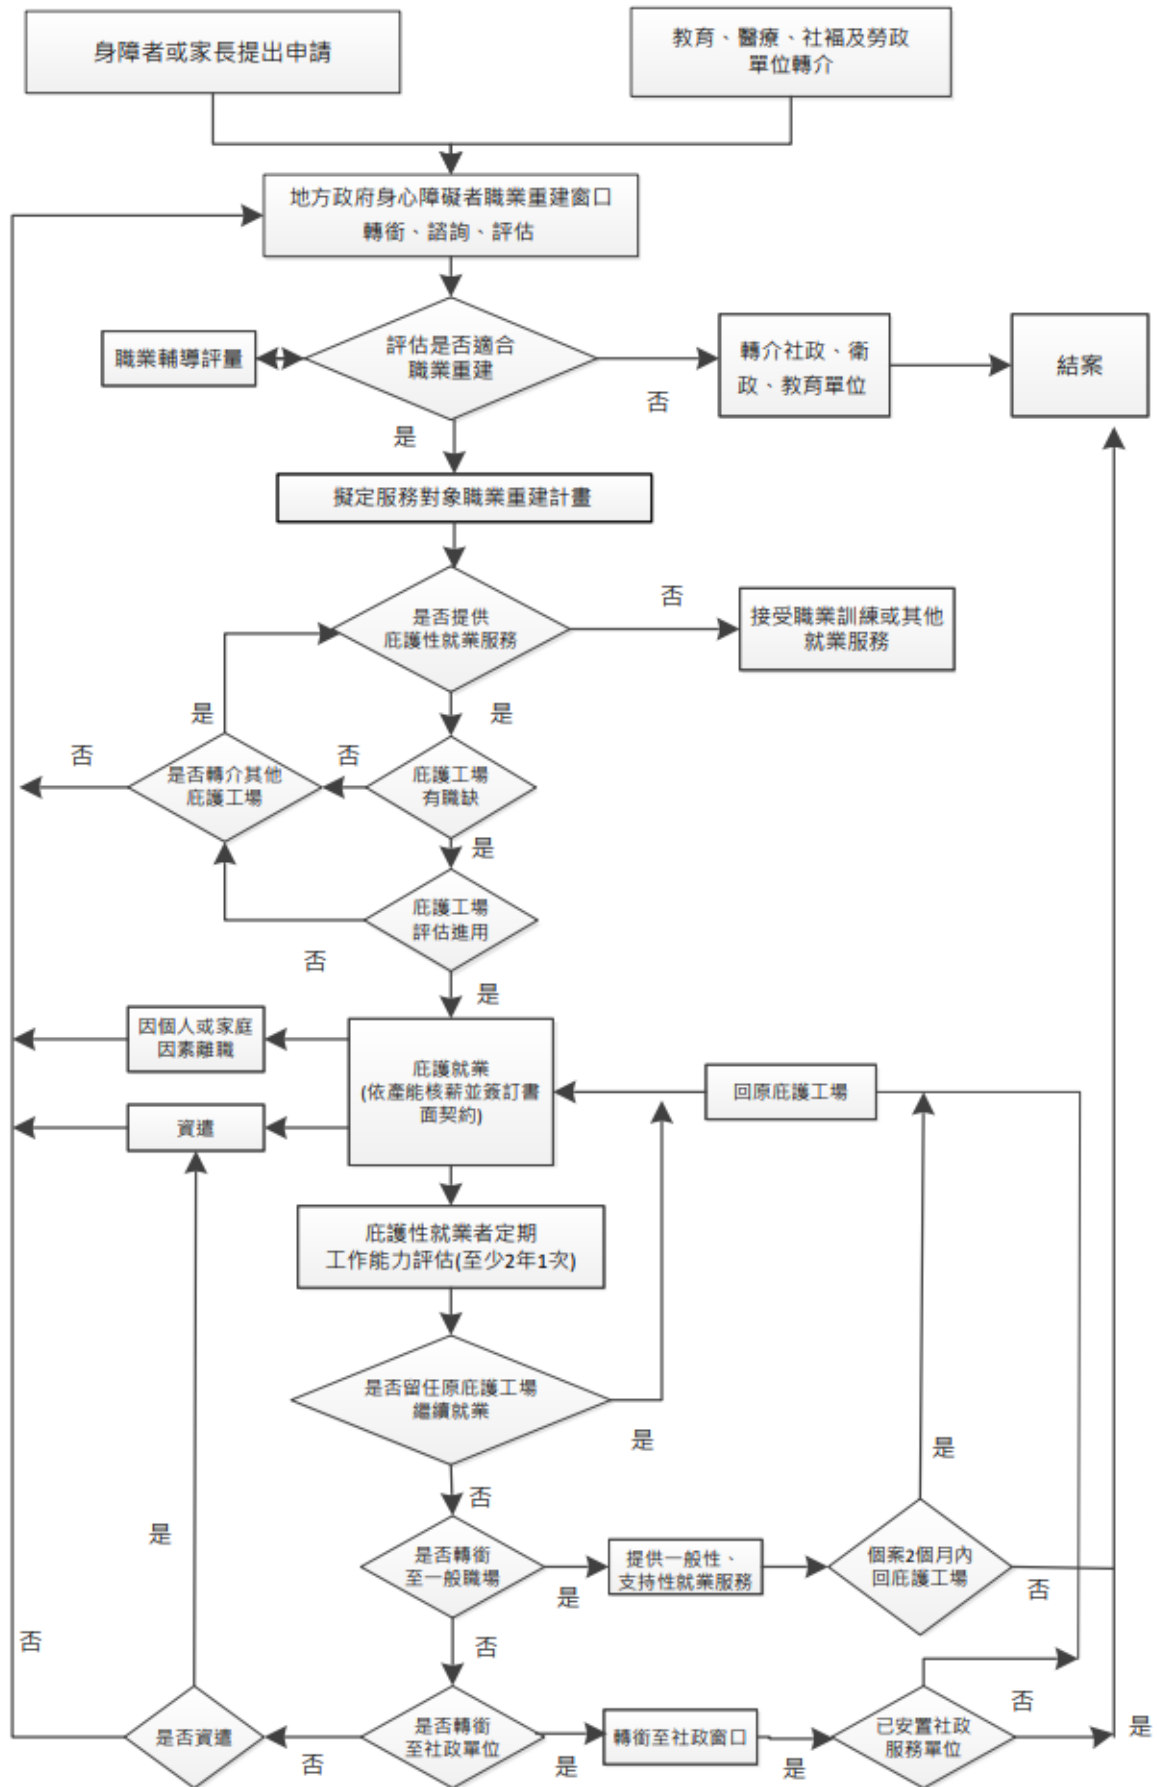 身障者或家長提出申請
教育、醫療、社福及勞政
單位轉介
地方政府身心障礙者職業重建窗口
轉銜、諮詢、評估
職業輔導評量
評估是否適合
職業重建
否
轉介社政、衛
政、教育單位
結案
是
擬定服務對象職業重建計畫
是否提供
庇護性就業服務
否
接受職業訓練或其他
就業服務
是
是
否
是否轉介其他
庇護工場
否
庇護工場
有職缺
是
庇護工場
評估進用
否
是
因個人或家庭
因素離職
資遣
庇護就業
(依產能核薪並簽訂書
面契約)
回原庇護工場
庇護性就業者定期
工作能力評估(至少2年1次)
是否留任原庇護工場
繼續就業
是
是
否
是
是否轉銜
至一般職場
是
提供一般性、
支持性就業服務
個案2個月內
回庇護工場
否
否
否
是否資遣
否
是否轉銜
至社政單位
是
轉銜至社政窗口
是
已安置社政
服務單位
否
是